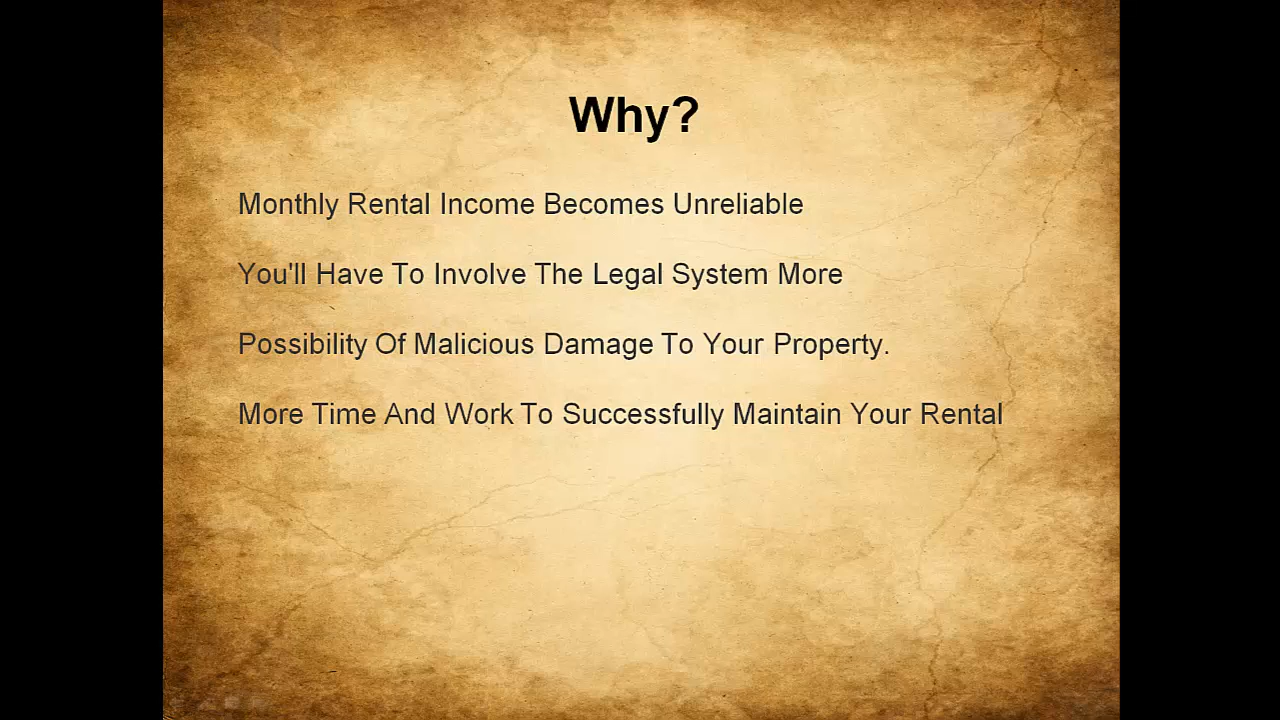 Why?
Monthly Rental Income Becomes Unreliable
You'll Have To Involve The Legal System More
Possibility Of Malicious Damage To Your Property.
More Time And Work To Successfully Maintain Your Rental